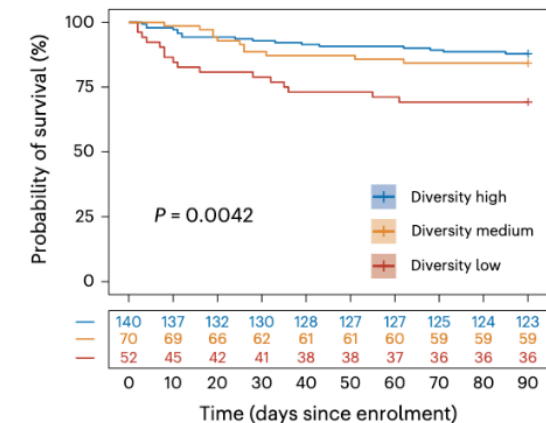 Probability of survival (%)
100
75
50
25
0
P = 0.0042
Diversity high
Diversity medium
Diversity low
140 137 132 130 128 127 127 125 124 123
70 69 66 62 61 61 60 59 59 59
52 45 42 41 38 38 37 36 36 36
0 10 20 30 40 50 60 70 80 90
Time (days since enrolment)